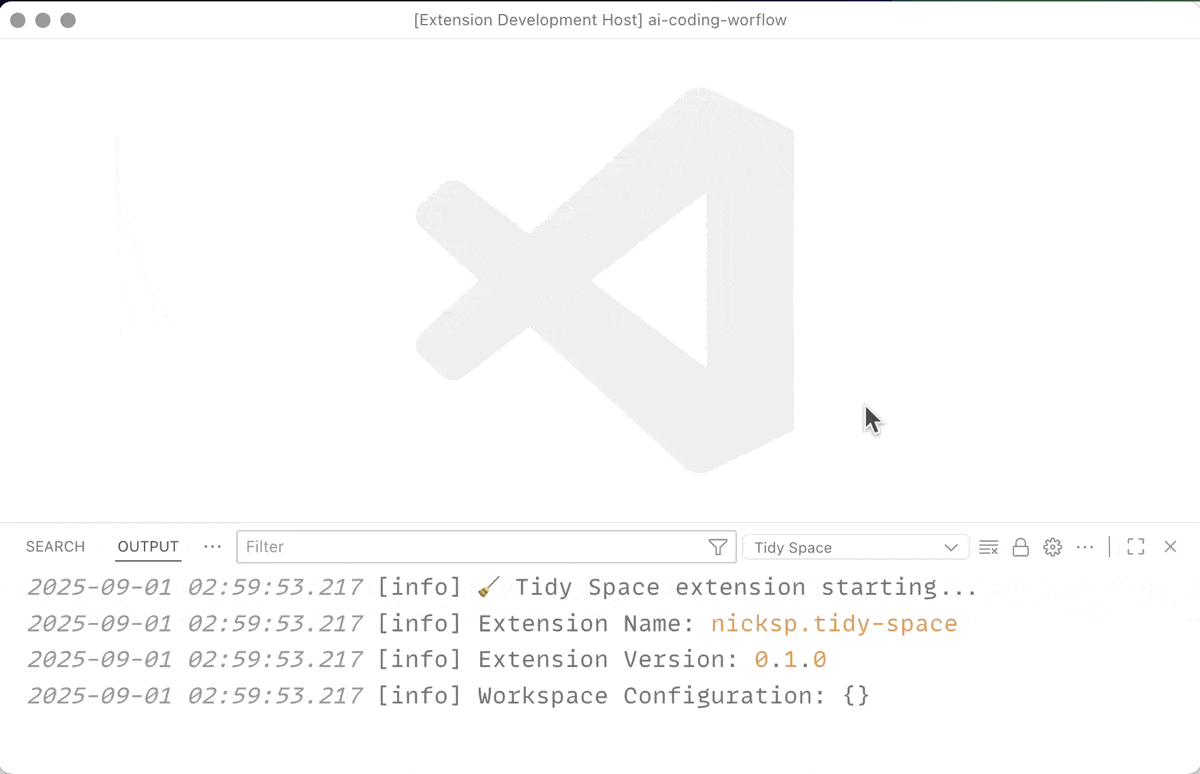 [Extension Development Host] ai-coding-worflow
SEARCH OUTPUT ··· Filter Tidy Space ···
2025-09-01 02:59:53.217 [info] 🧹 Tidy Space extension starting...
2025-09-01 02:59:53.217 [info] Extension Name: nicksp.tidy-space
2025-09-01 02:59:53.217 [info] Extension Version: 0.1.0
2025-09-01 02:59:53.217 [info] Workspace Configuration: {}